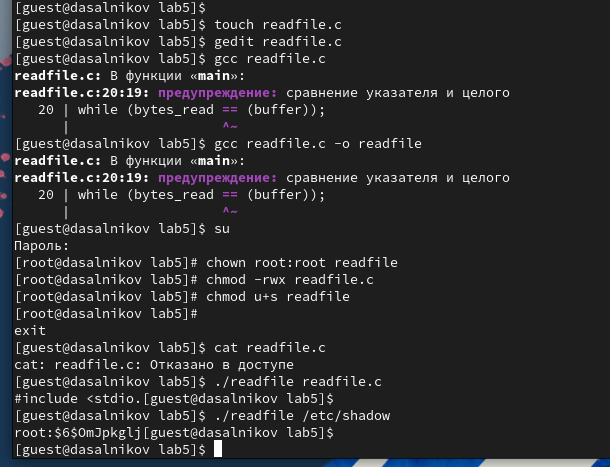 [guest@dasalnikov lab5]$
[guest@dasalnikov lab5]$ touch readfile.c
[guest@dasalnikov lab5]$ gedit readfile.c
[guest@dasalnikov lab5]$ gcc readfile.c
readfile.c: В функции «main»:
readfile.c:20:19: предупреждение: сравнение указателя и целого
   20 | while (bytes_read == (buffer));
      |                   ^~
[guest@dasalnikov lab5]$ gcc readfile.c -o readfile
readfile.c: В функции «main»:
readfile.c:20:19: предупреждение: сравнение указателя и целого
   20 | while (bytes_read == (buffer));
      |                   ^~
[guest@dasalnikov lab5]$ su
Пароль:
[root@dasalnikov lab5]# chown root:root readfile
[root@dasalnikov lab5]# chmod -rwx readfile.c
[root@dasalnikov lab5]# chmod u+s readfile
[root@dasalnikov lab5]#
exit
[guest@dasalnikov lab5]$ cat readfile.c
cat: readfile.c: Отказано в доступе
[guest@dasalnikov lab5]$ ./readfile readfile.c
#include <stdio.[guest@dasalnikov lab5]$
[guest@dasalnikov lab5]$ ./readfile /etc/shadow
root:$6$OmJpkglj[guest@dasalnikov lab5]$
[guest@dasalnikov lab5]$